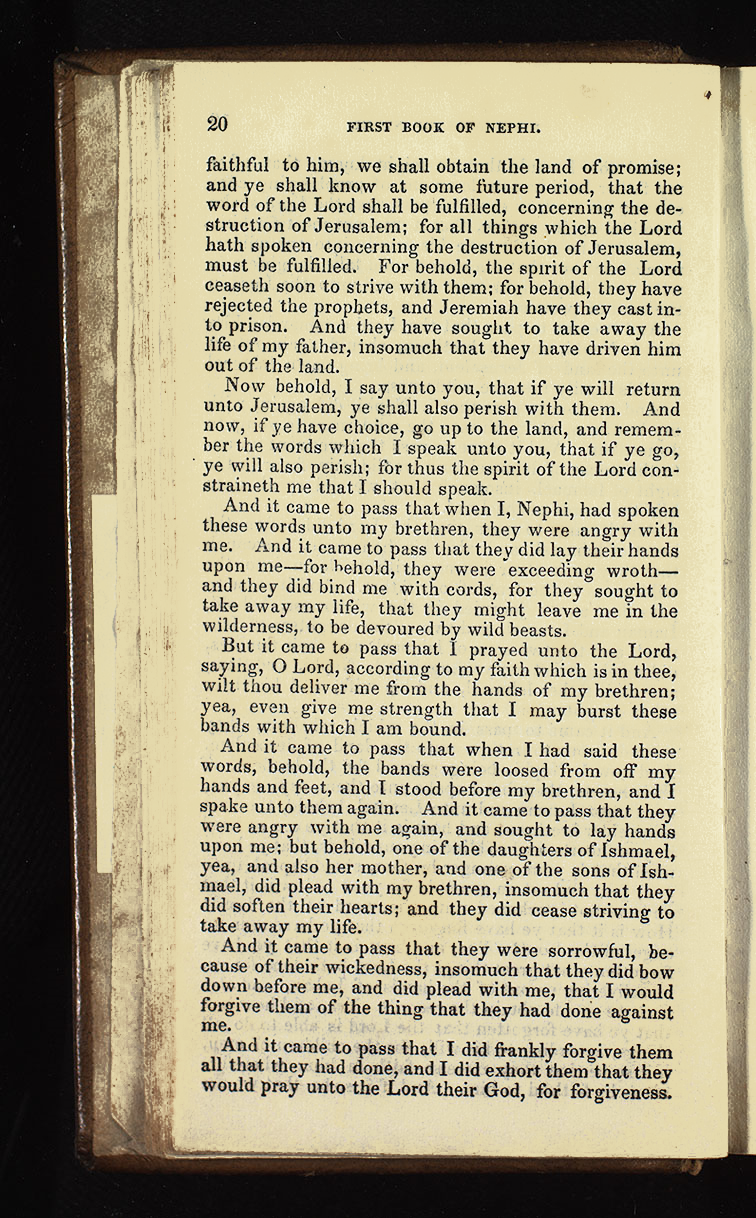 20 FIRST BOOK OF NEPHI.
faithful to him, we shall obtain the land of promise;
and ye shall know at some future period, that the
word of the Lord shall be fulfilled, concerning the de-
struction of Jerusalem; for all things which the Lord
hath spoken concerning the destruction of Jerusalem,
must be fulfilled. For behold, the spirit of the Lord
ceaseth soon to strive with them; for behold, they have
rejected the prophets, and Jeremiah have they cast in-
to prison. And they have sought to take away the
life of my father, insomuch that they have driven him
out of the land.
Now behold, I say unto you, that if ye will return
unto Jerusalem, ye shall also perish with them. And
now, if ye have choice, go up to the land, and remem-
ber the words which I speak unto you, that if ye go,
ye will also perish; for thus the spirit of the Lord con-
straineth me that I should speak.
And it came to pass that when I, Nephi, had spoken
these words unto my brethren, they were angry with
me. And it came to pass that they did lay their hands
upon me—for behold, they were exceeding wroth—
and they did bind me with cords, for they sought to
take away my life, that they might leave me in the
wilderness, to be devoured by wild beasts.
But it came to pass that I prayed unto the Lord,
saying, O Lord, according to my faith which is in thee,
wilt thou deliver me from the hands of my brethren;
yea, even give me strength that I may burst these
bands with which I am bound.
And it came to pass that when I had said these
words, behold, the bands were loosed from off my
hands and feet, and I stood before my brethren, and I
spake unto them again. And it came to pass that they
were angry with me again, and sought to lay hands
upon me; but behold, one of the daughters of Ishmael,
yea, and also her mother, and one of the sons of Ish-
mael, did plead with my brethren, insomuch that they
did soften their hearts; and they did cease striving to
take away my life.
And it came to pass that they were sorrowful, be-
cause of their wickedness, insomuch that they did bow
down before me, and did plead with me, that I would
forgive them of the thing that they had done against
me.
And it came to pass that I did frankly forgive them
all that they had done, and I did exhort them that they
would pray unto the Lord their God, for forgiveness.